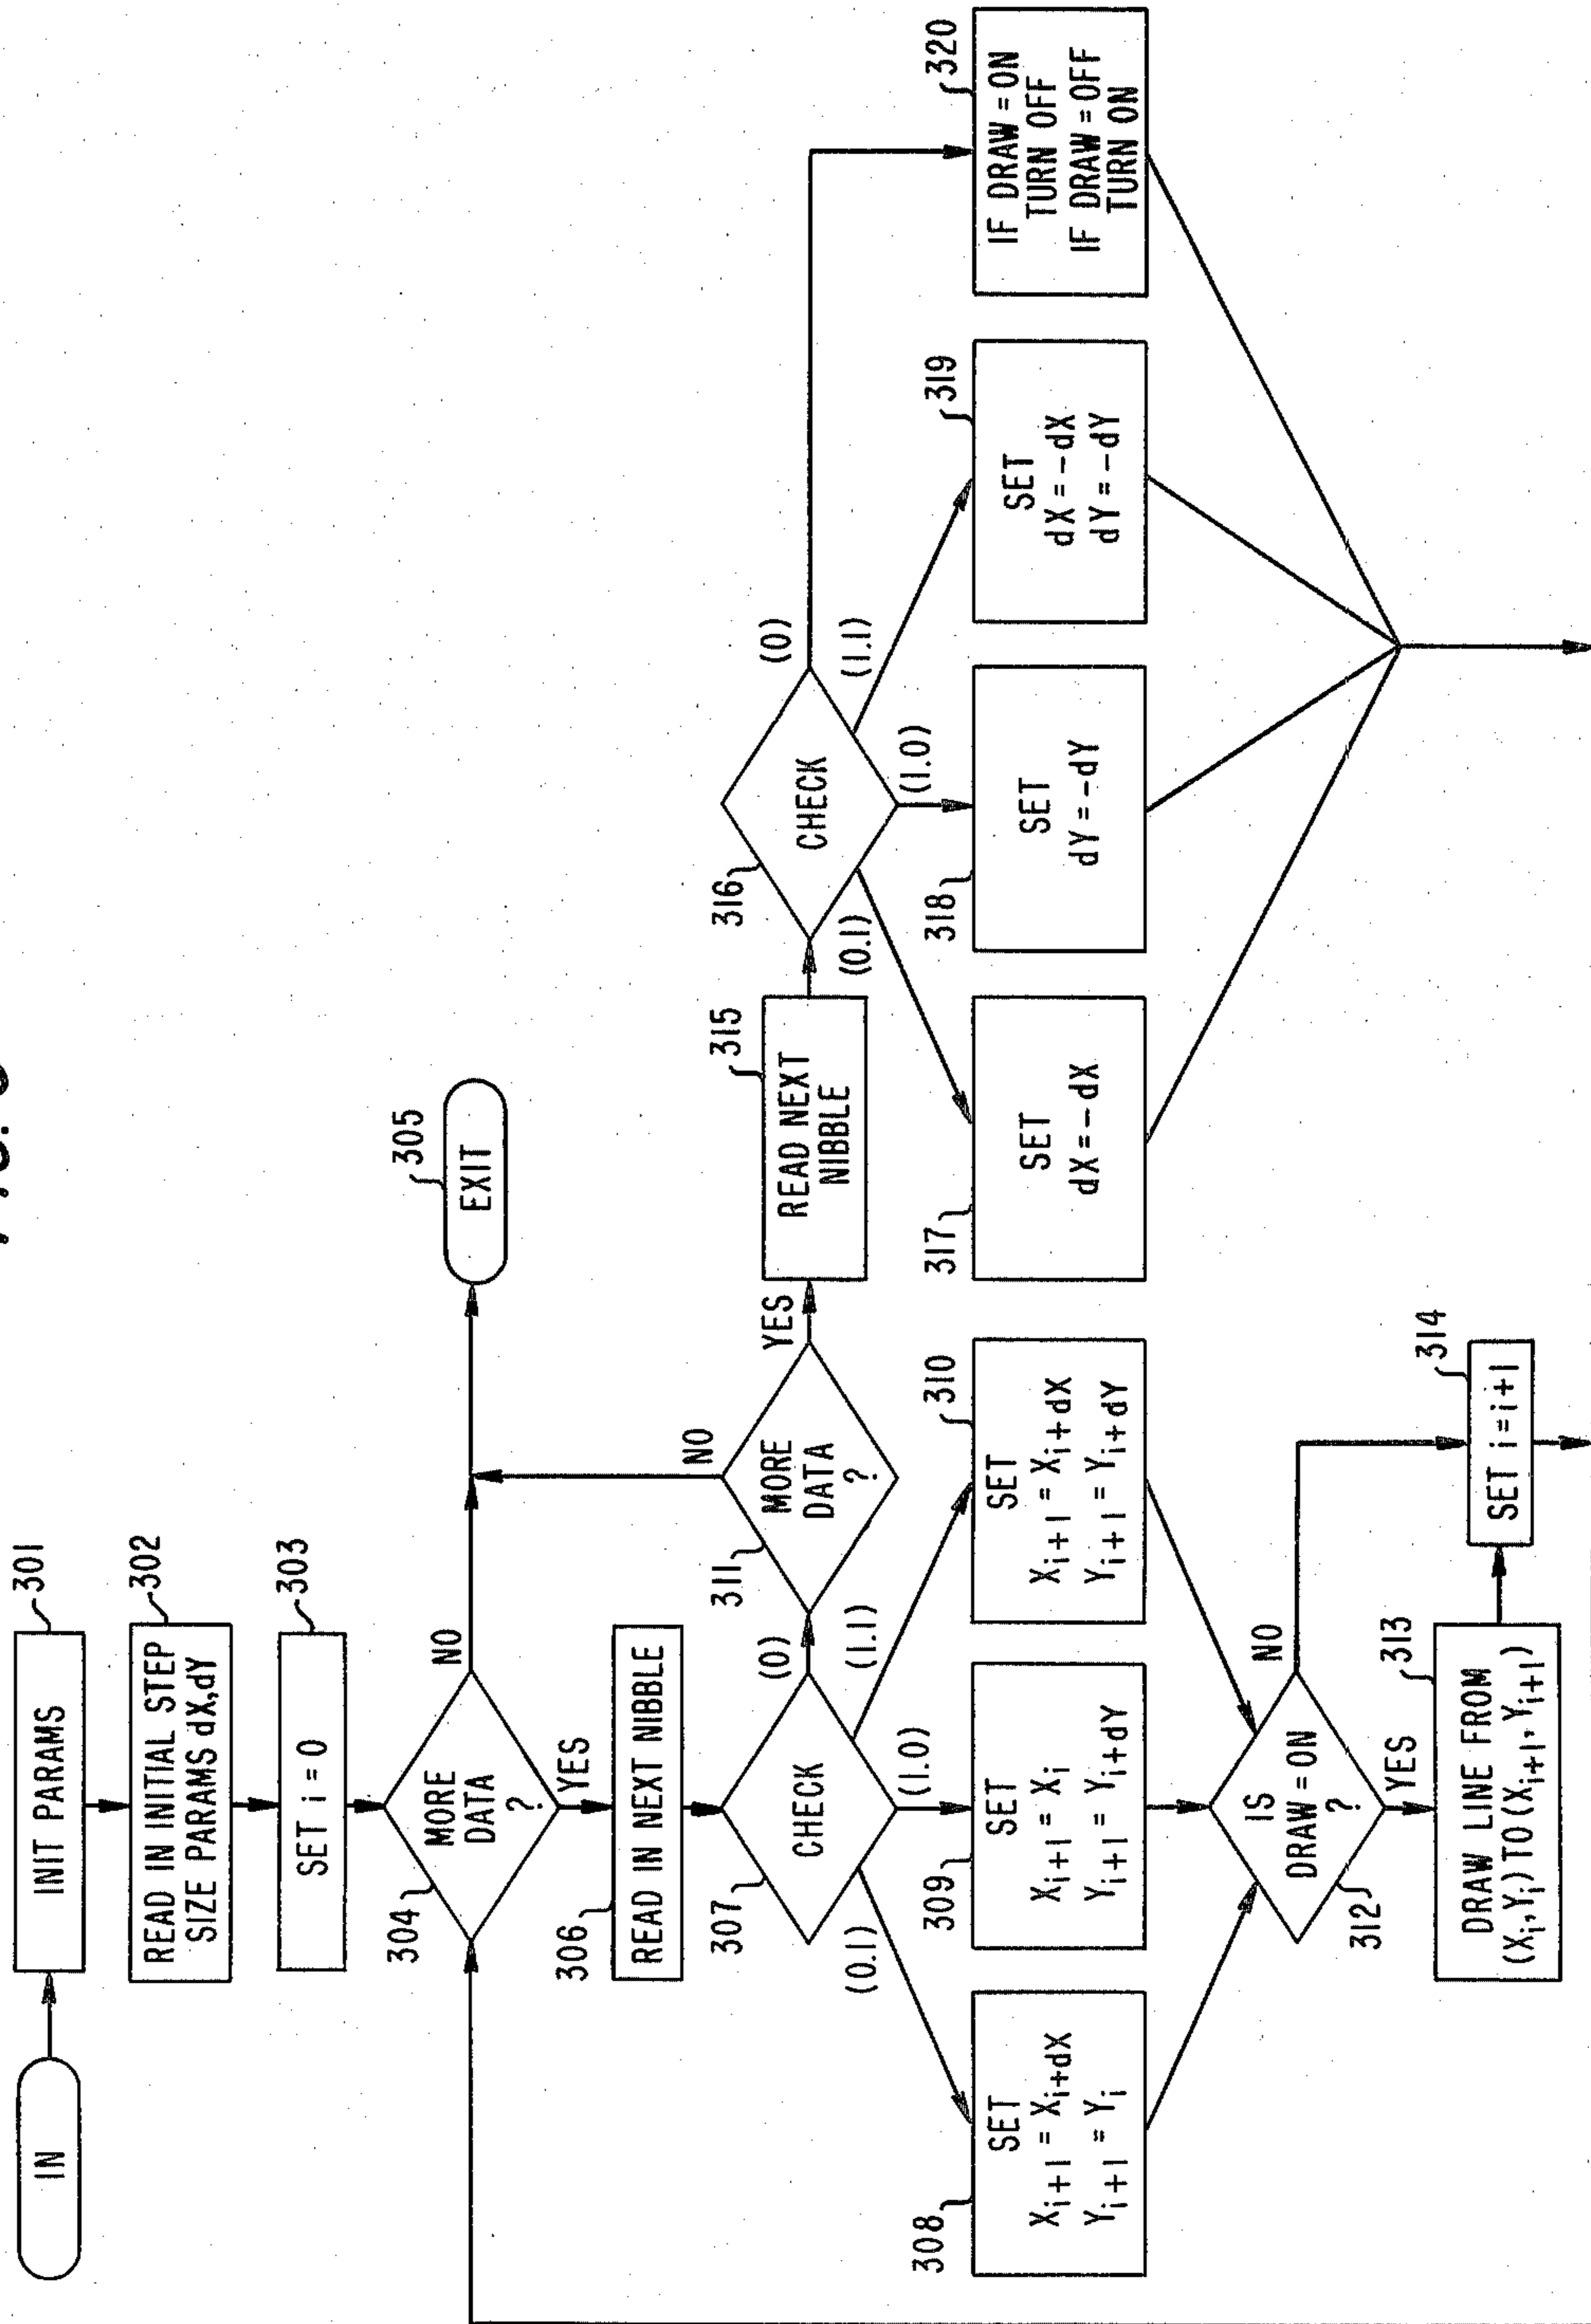 IN
INIT PARAMS
301
READ IN INITIAL STEP
SIZE PARAMS dX,dY
302
SET i = 0
303
MORE
DATA
?
304
NO
YES
EXIT
305
READ IN NEXT NIBBLE
306
CHECK
307
(0)
(0.1)
(1.0)
(1.1)
MORE
DATA
?
311
NO
YES
READ NEXT
NIBBLE
315
CHECK
316
(0)
(0.1)
(1.0)
(1.1)
308
SET
Xi+1 = Xi+dX
Yi+1 = Yi
309
SET
Xi+1 = Xi
Yi+1 = Yi+dY
310
SET
Xi+1 = Xi+dX
Yi+1 = Yi+dY
317
SET
dX = -dX
318
SET
dY = -dY
319
SET
dX = -dX
dY = -dY
320
IF DRAW = ON
TURN OFF
IF DRAW = OFF
TURN ON
IS
DRAW = ON
?
312
NO
YES
DRAW LINE FROM
(Xi,Yi) TO (Xi+1, Yi+1)
313
SET i = i+1
314